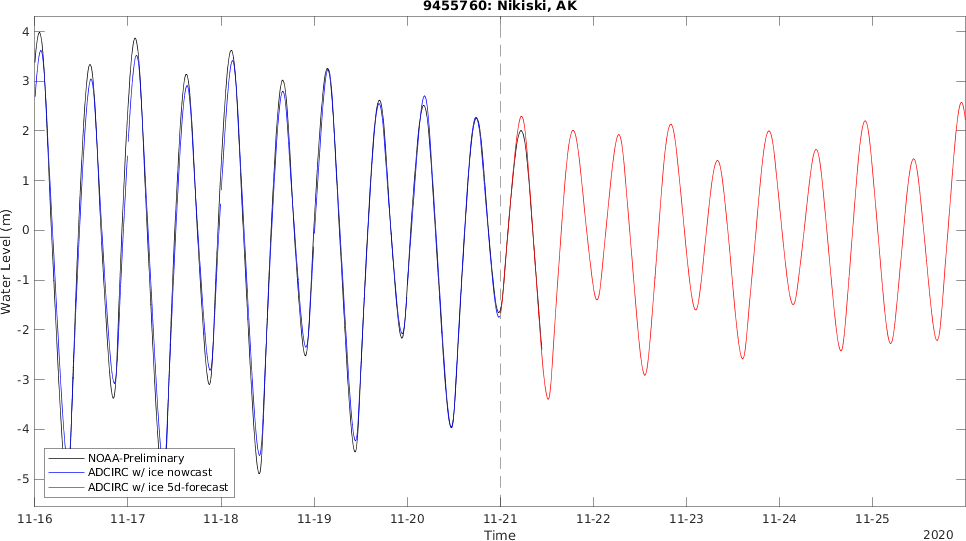 9455760: Nikiski, AK
4
3
2
1
0
-1
-2
-3
-4
-5
Water Level (m)
NOAA-Preliminary
ADCIRC w/ ice nowcast
ADCIRC w/ ice 5d-forecast
11-16 11-17 11-18 11-19 11-20 11-21 11-22 11-23 11-24 11-25
Time
2020